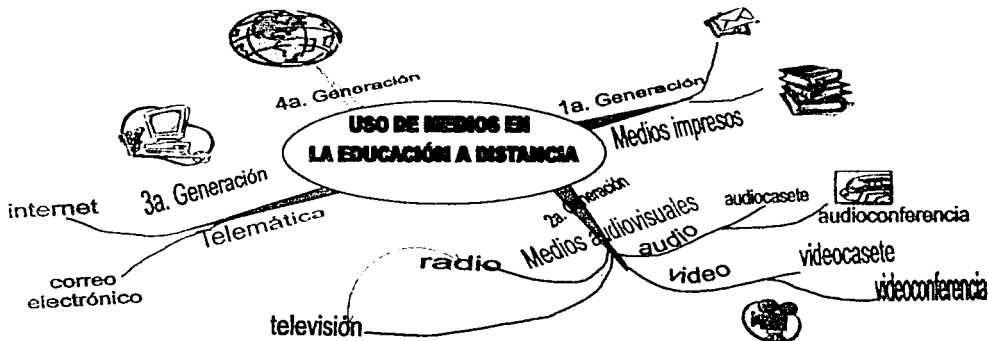 USO DE MEDIOS EN
LA EDUCACIÓN A DISTANCIA
1a. Generación
Medios impresos
2a. Generación
Medios audiovisuales
audio
audiocasete
audioconferencia
video
videocasete
videoconferencia
radio
televisión
3a. Generación
Telemática
internet
correo
electrónico
4a. Generación